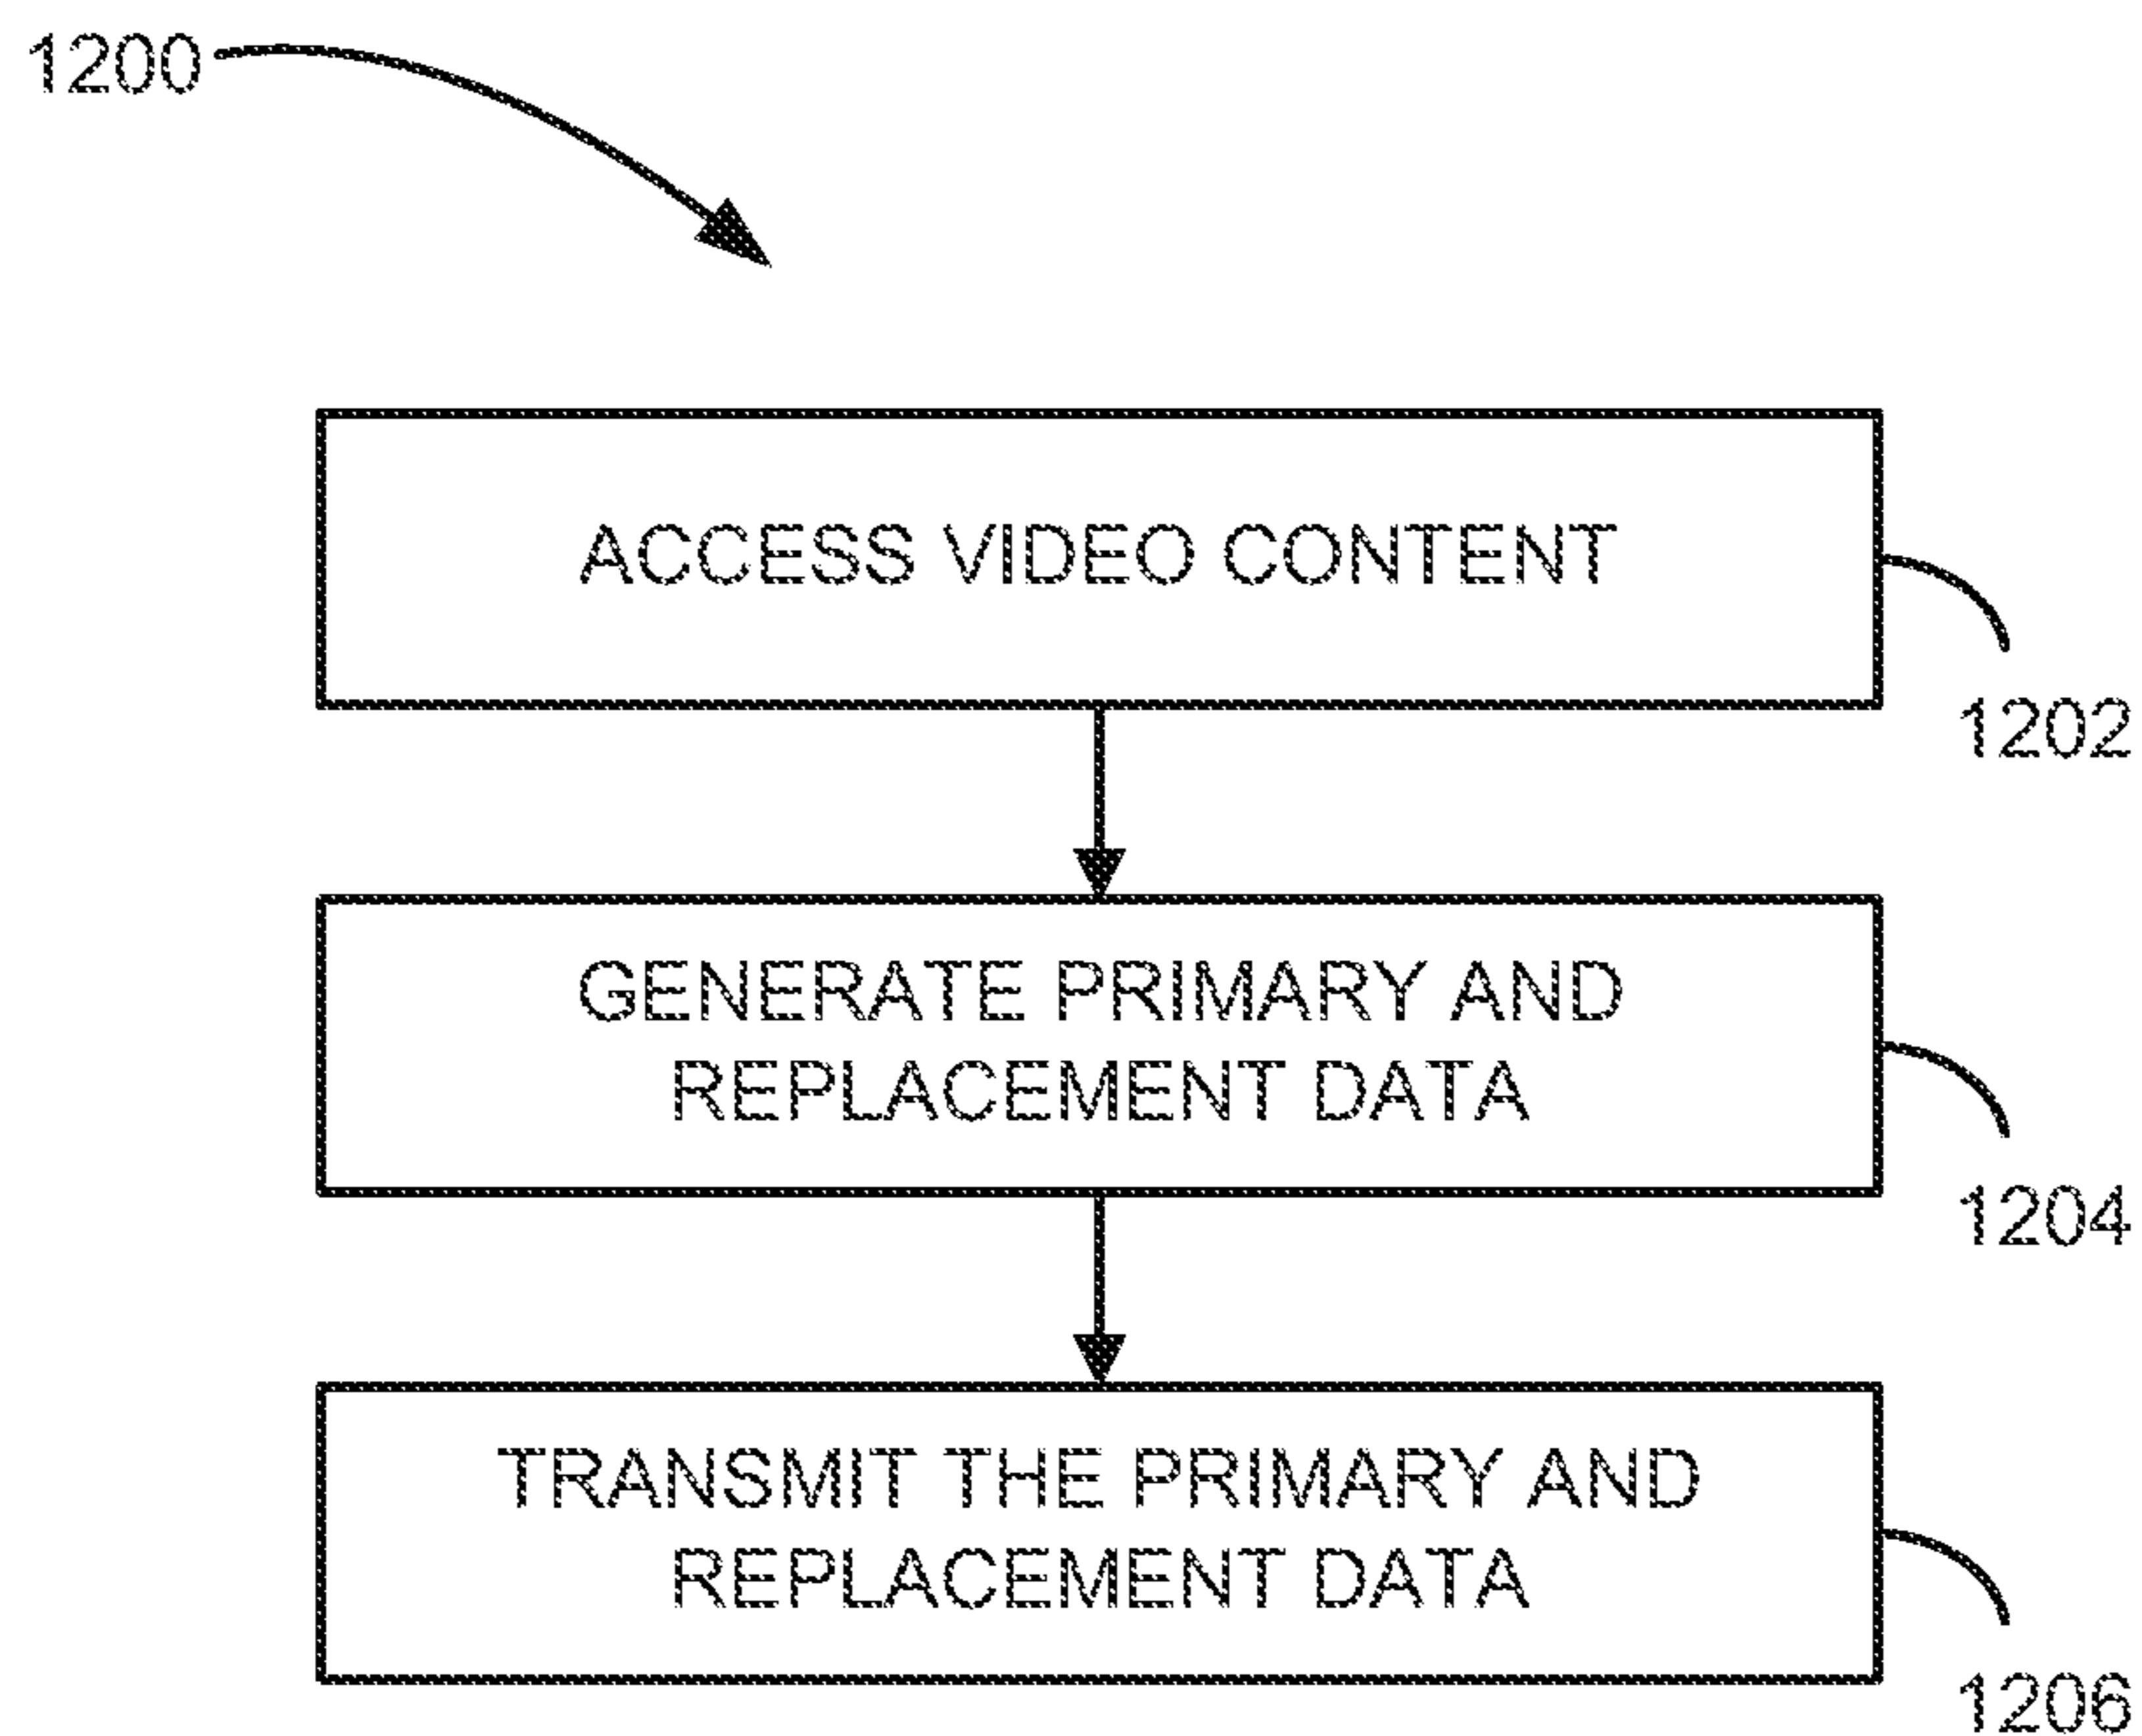 1200
ACCESS VIDEO CONTENT
1202
GENERATE PRIMARY AND
REPLACEMENT DATA
1204
TRANSMIT THE PRIMARY AND
REPLACEMENT DATA
1206